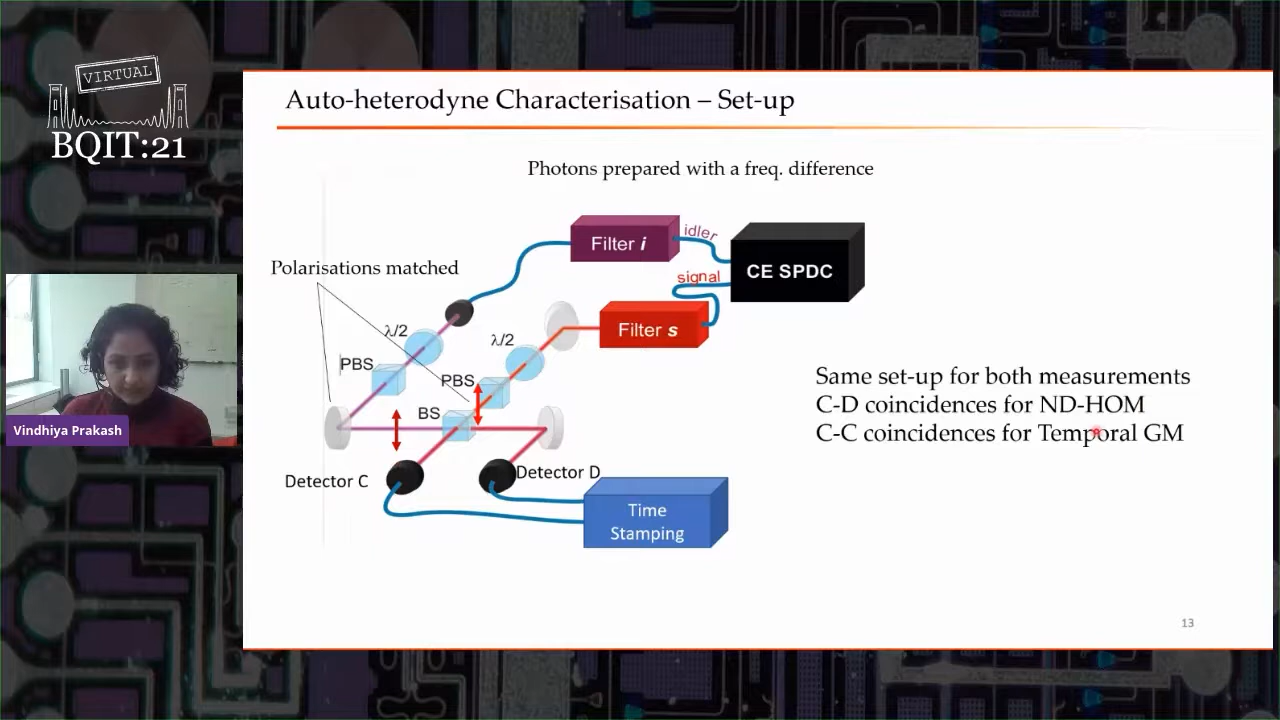 VIRTUAL
BQIT:21
Auto-heterodyne Characterisation – Set-up
Photons prepared with a freq. difference
Filter i
idler
CE SPDC
signal
Filter s
Polarisations matched
λ/2
λ/2
PBS
PBS
BS
Detector C
Detector D
Time
Stamping
Same set-up for both measurements
C-D coincidences for ND-HOM
C-C coincidences for Temporal GM
Vindhiya Prakash
13